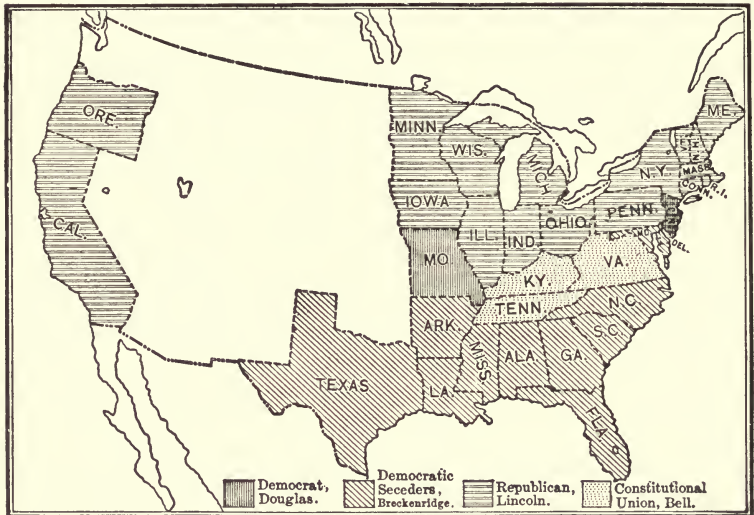 ORE.
CAL.
MINN.
WIS.
MICH
IOWA
ILL.
IND.
OHIO
PENN.
N.Y.
ME.
N.H.
MASS
CONN.
R.I.
DEL.
MO.
KY.
VA.
TENN.
N.C.
ARK.
S.C.
MISS.
ALA.
GA.
TEXAS
LA.
FLA
Democrat,
Douglas.
Democratic
Seceders,
Breckenridge.
Republican,
Lincoln.
Constitutional
Union, Bell.